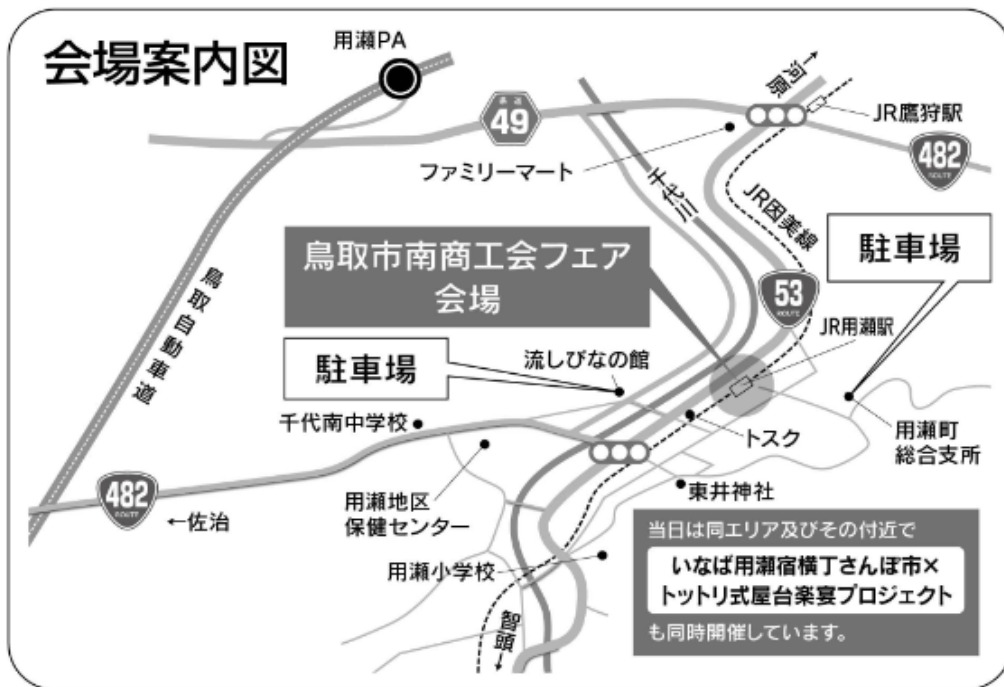 会場案内図
用瀬PA
県道
49
河原
←
JR鷹狩駅
482
ROUTE
ファミリーマート
千代川
JR因美線
駐車場
鳥取市南商工会フェア
会場
53
ROUTE
JR用瀬駅
鳥取自動車道
駐車場
流しびなの館
千代南中学校
トスク
用瀬町
総合支所
482
ROUTE
←佐治
用瀬地区
保健センター
東井神社
用瀬小学校
智頭
→
当日は同エリア及びその付近で
いなば用瀬宿横丁さんぽ市×
トットリ式屋台楽宴プロジェクト
も同時開催しています。